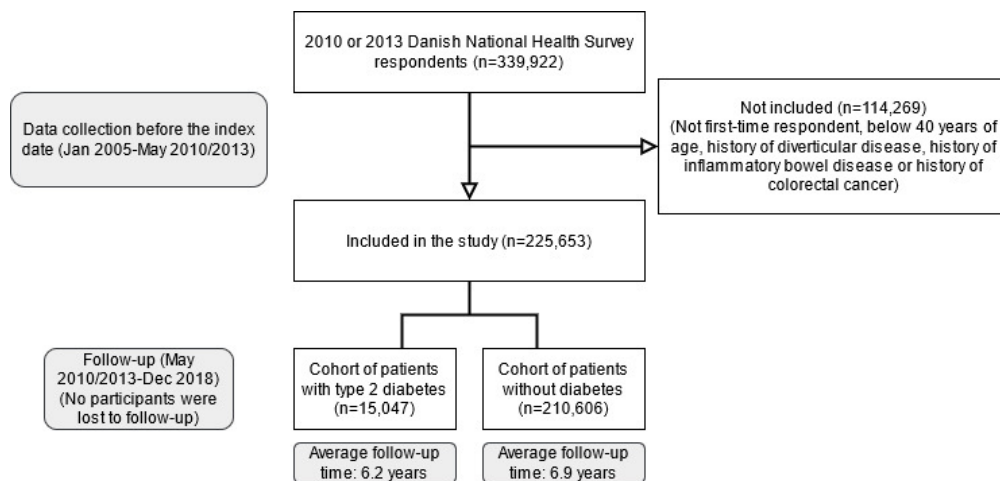 2010 or 2013 Danish National Health Survey
respondents (n=339,922)
Data collection before the index
date (Jan 2005-May 2010/2013)
Not included (n=114,269)
(Not first-time respondent, below 40 years of
age, history of diverticular disease, history of
inflammatory bowel disease or history of
colorectal cancer)
Included in the study (n=225,653)
Follow-up (May
2010/2013-Dec 2018)
(No participants were
lost to follow-up)
Cohort of patients
with type 2 diabetes
(n=15,047)
Cohort of patients
without diabetes
(n=210,606)
Average follow-up
time: 6.2 years
Average follow-up
time: 6.9 years